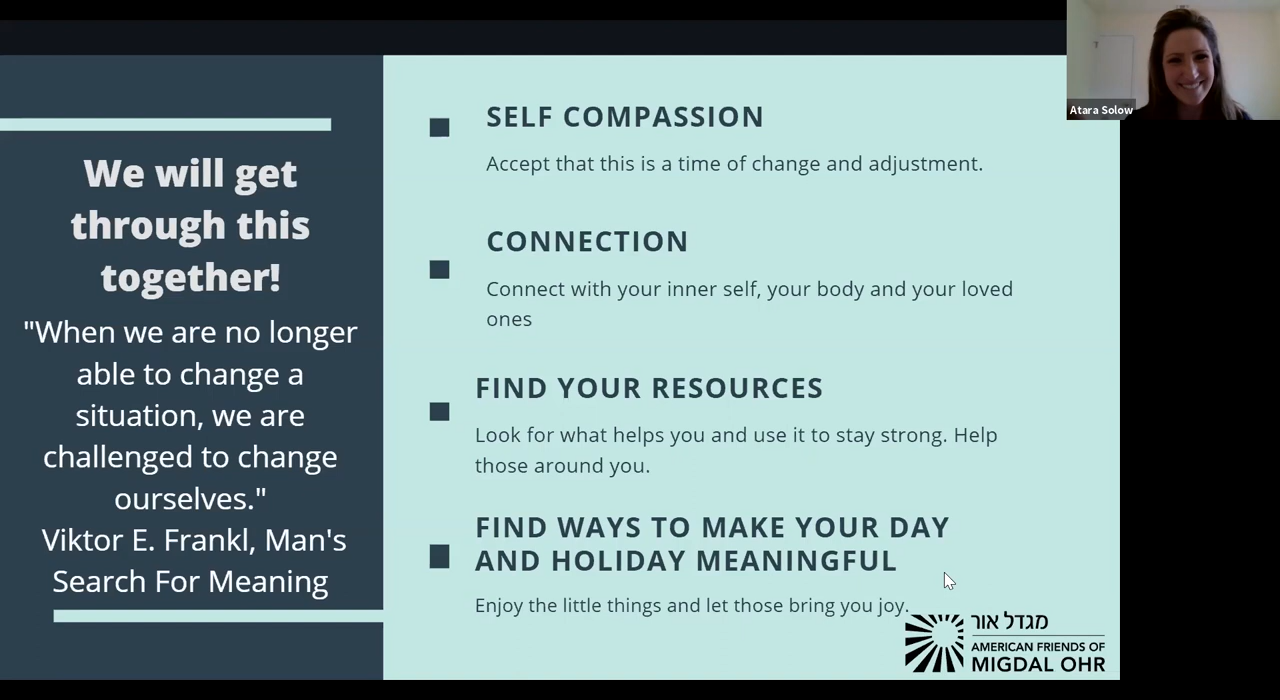 Atara Solow
We will get
through this
together!
"When we are no longer
able to change a
situation, we are
challenged to change
ourselves."
Viktor E. Frankl, Man's
Search For Meaning
SELF COMPASSION
Accept that this is a time of change and adjustment.
CONNECTION
Connect with your inner self, your body and your loved
ones
FIND YOUR RESOURCES
Look for what helps you and use it to stay strong. Help
those around you.
FIND WAYS TO MAKE YOUR DAY
AND HOLIDAY MEANINGFUL
Enjoy the little things and let those bring you joy.
מגדל אור
AMERICAN FRIENDS OF
MIGDAL OHR